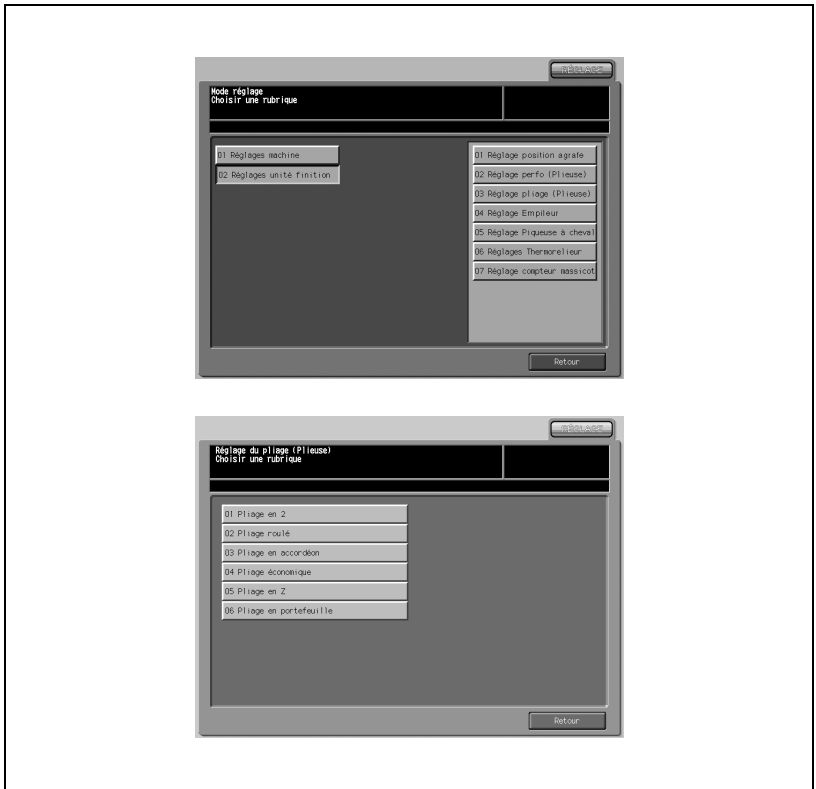 RÉGLAGE
Mode réglage
Choisir une rubrique
01 Réglages machine
02 Réglages unité finition
01 Réglage position agrafe
02 Réglage perfo (Plieuse)
03 Réglage pliage (Plieuse)
04 Réglage Empileur
05 Réglage Piqueuse à cheval
06 Réglages Thermorelieur
07 Réglage compteur massicot
Retour
RÉGLAGE
Réglage du pliage (Plieuse)
Choisir une rubrique
01 Pliage en 2
02 Pliage roulé
03 Pliage en accordéon
04 Pliage économique
05 Pliage en Z
06 Pliage en portefeuille
Retour